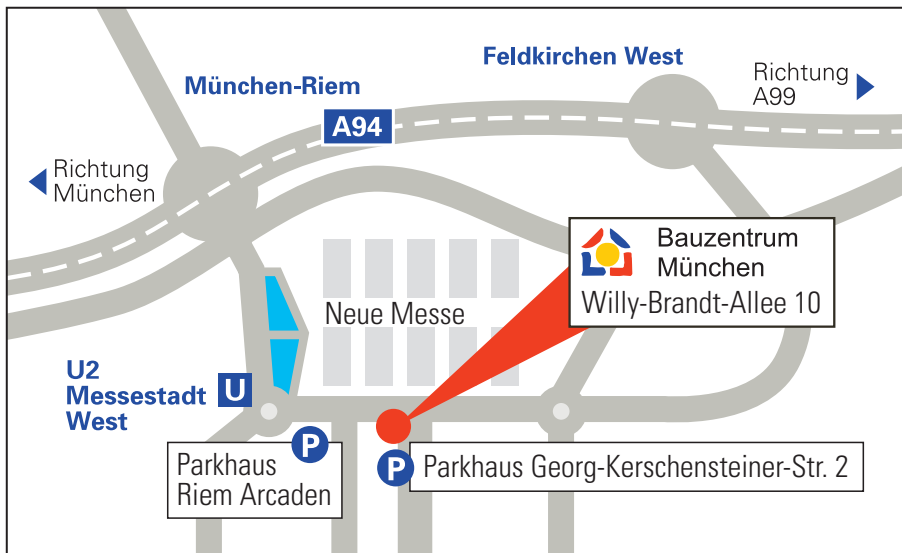 Feldkirchen West
Richtung
A99
München-Riem
A94
Richtung
München
Bauzentrum
München
Willy-Brandt-Allee 10
Neue Messe
U2
Messestadt
West
U
P
Parkhaus
Riem Arcaden
P
Parkhaus Georg-Kerschensteiner-Str. 2